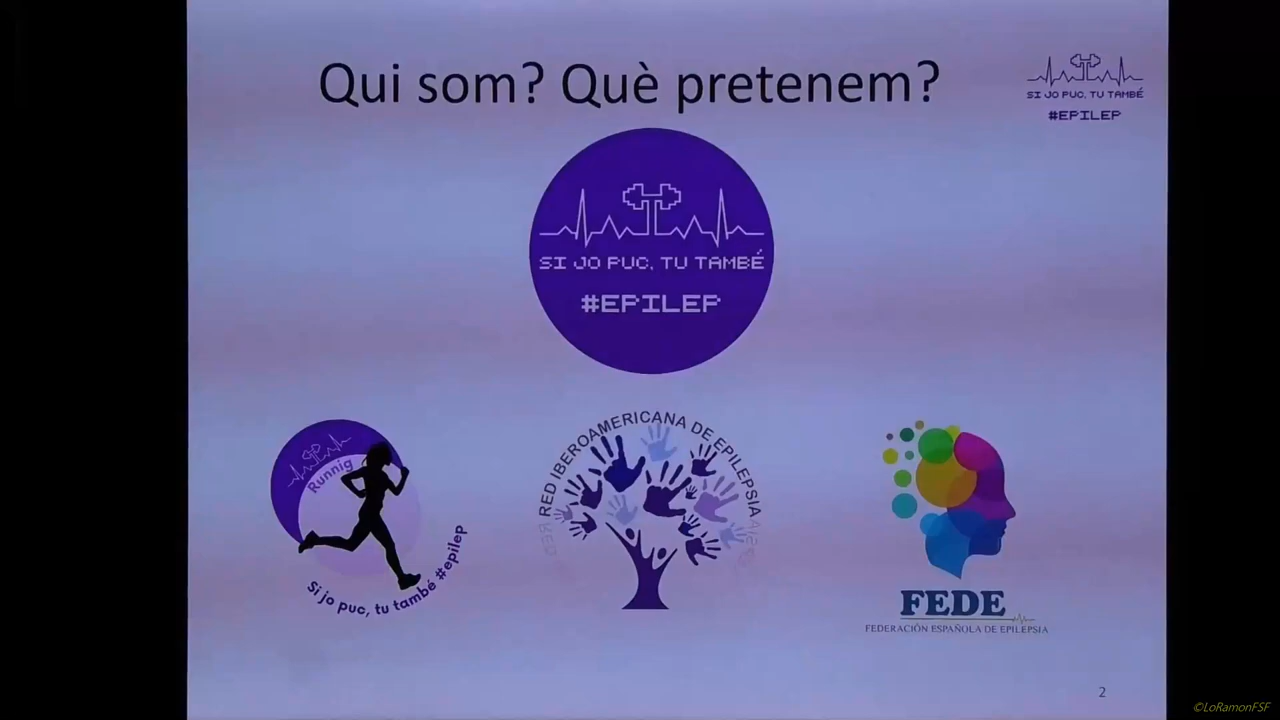 Qui som? Què pretenem?
SI JO PUC, TU TAMBÉ
#EPILEP
SI JO PUC, TU TAMBÉ
#EPILEP
Runnig
Si jo puc, tu també #epilep
RED IBEROAMERICANA DE EPILEPSIA
FEDE
FEDERACIÓN ESPAÑOLA DE EPILEPSIA
2
©LoRamonFSF